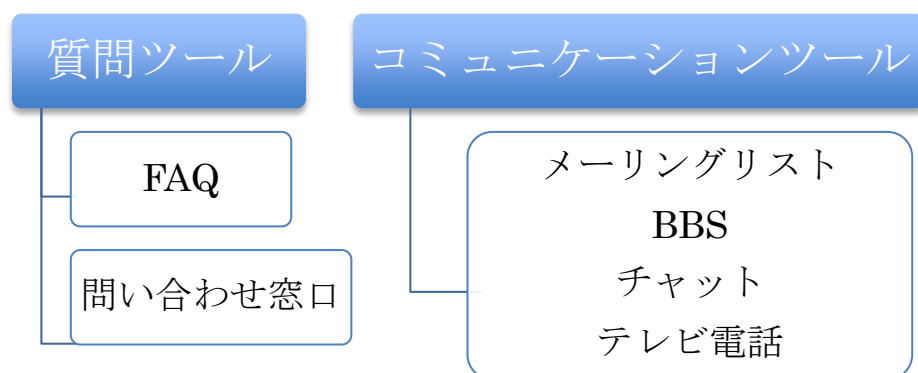 質問ツール
FAQ
問い合わせ窓口
コミュニケーションツール
メーリングリスト
BBS
チャット
テレビ電話